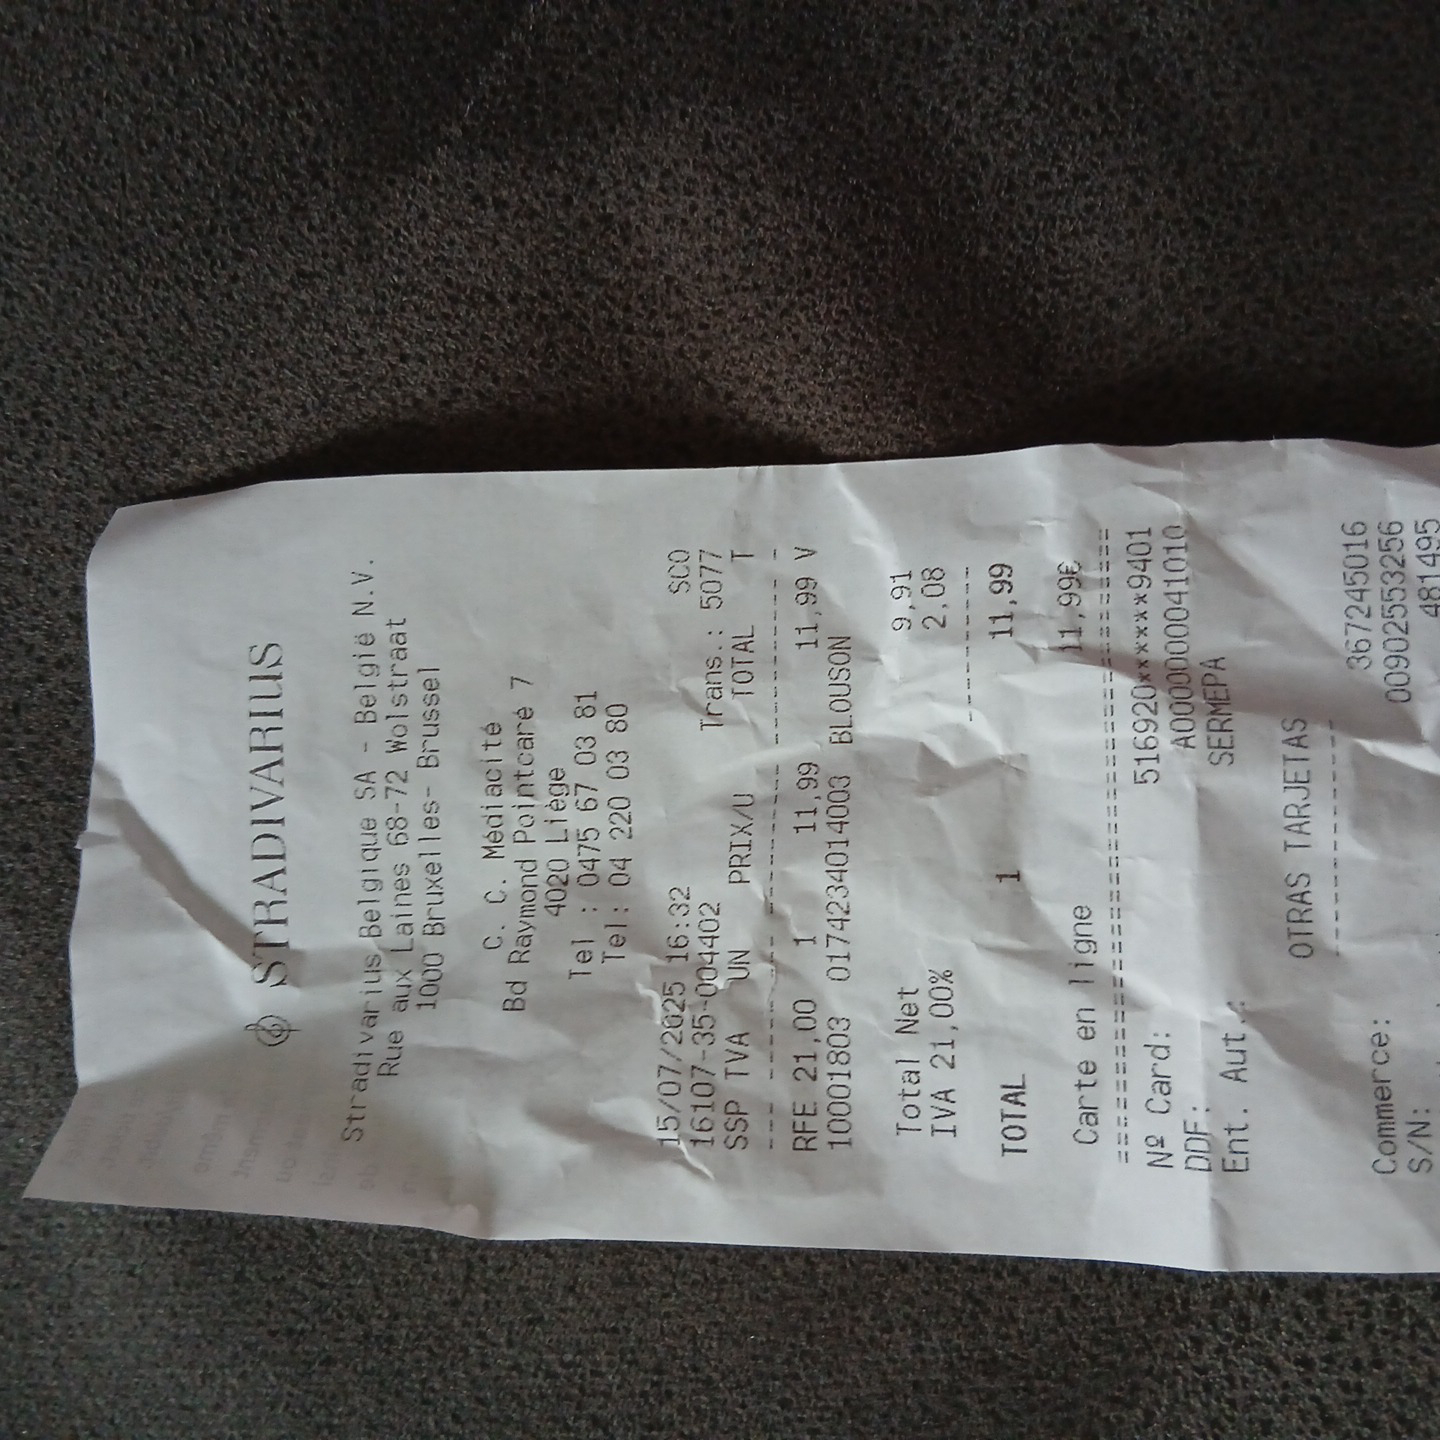 STRADIVARIUS
Stradivarius Belgique SA - België N.V.
Rue aux Laines 68-72 Wolstraat
1000 Bruxelles- Brussel
C. C. Médiacité
Bd Raymond Pointcaré 7
4020 Liège
Tel : 0475 67 03 81
Tel: 04 220 03 80
15/07/2025 16:32 SCO
16107-35-004402 Trans.: 5077
SSP TVA UN PRIX/U TOTAL T
RFE 21,00 1 11,99 11,99 V
10001803 0174234014003 BLOUSON
Total Net 9,91
IVA 21,00% 2,08
TOTAL 1 11,99
Carte en ligne 11,99€
Nº Card: 516920******9401
DDF: A0000000041010
Ent. Aut.: SERMEPA
OTRAS TARJETAS
Commerce: 367245016
S/N: 00902553256
481495